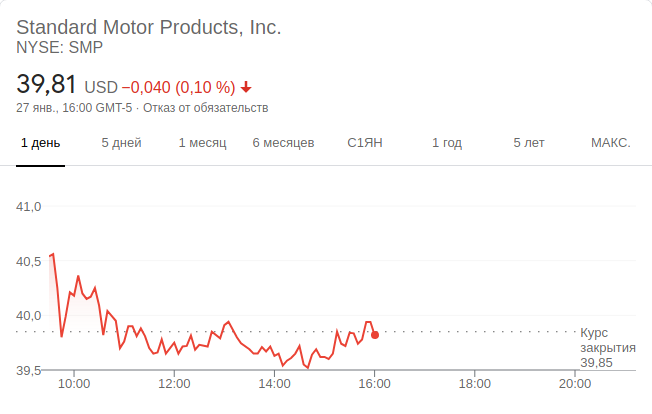 Standard Motor Products, Inc.
NYSE: SMP
39,81 USD −0,040 (0,10 %) ↓
27 янв., 16:00 GMT-5 · Отказ от обязательств
1 день 5 дней 1 месяц 6 месяцев С1ЯН 1 год 5 лет МАКС.
41,0
40,5
40,0
Курс
закрытия
39,85
39,5
10:00 12:00 14:00 16:00 18:00 20:00